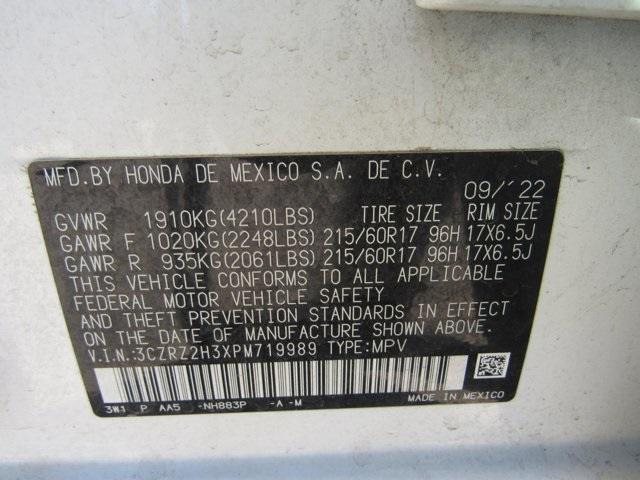 MFD.BY HONDA DE MEXICO S.A. DE C.V.
09/'22
GVWR 1910KG(4210LBS) TIRE SIZE RIM SIZE
GAWR F 1020KG(2248LBS) 215/60R17 96H 17X6.5J
GAWR R 935KG(2061LBS) 215/60R17 96H 17X6.5J
THIS VEHICLE CONFORMS TO ALL APPLICABLE
FEDERAL MOTOR VEHICLE SAFETY
AND THEFT PREVENTION STANDARDS IN EFFECT
ON THE DATE OF MANUFACTURE SHOWN ABOVE.
V.I.N.:3CZRZ2H3XPM719989 TYPE:MPV
3W1 P AA5 -NH883P -A -M
MADE IN MEXICO